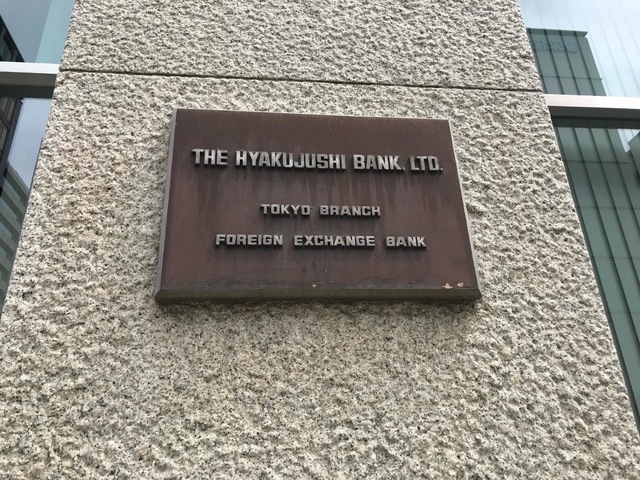 THE HYAKUJUSHI BANK, LTD.
TOKYO BRANCH
FOREIGN EXCHANGE BANK